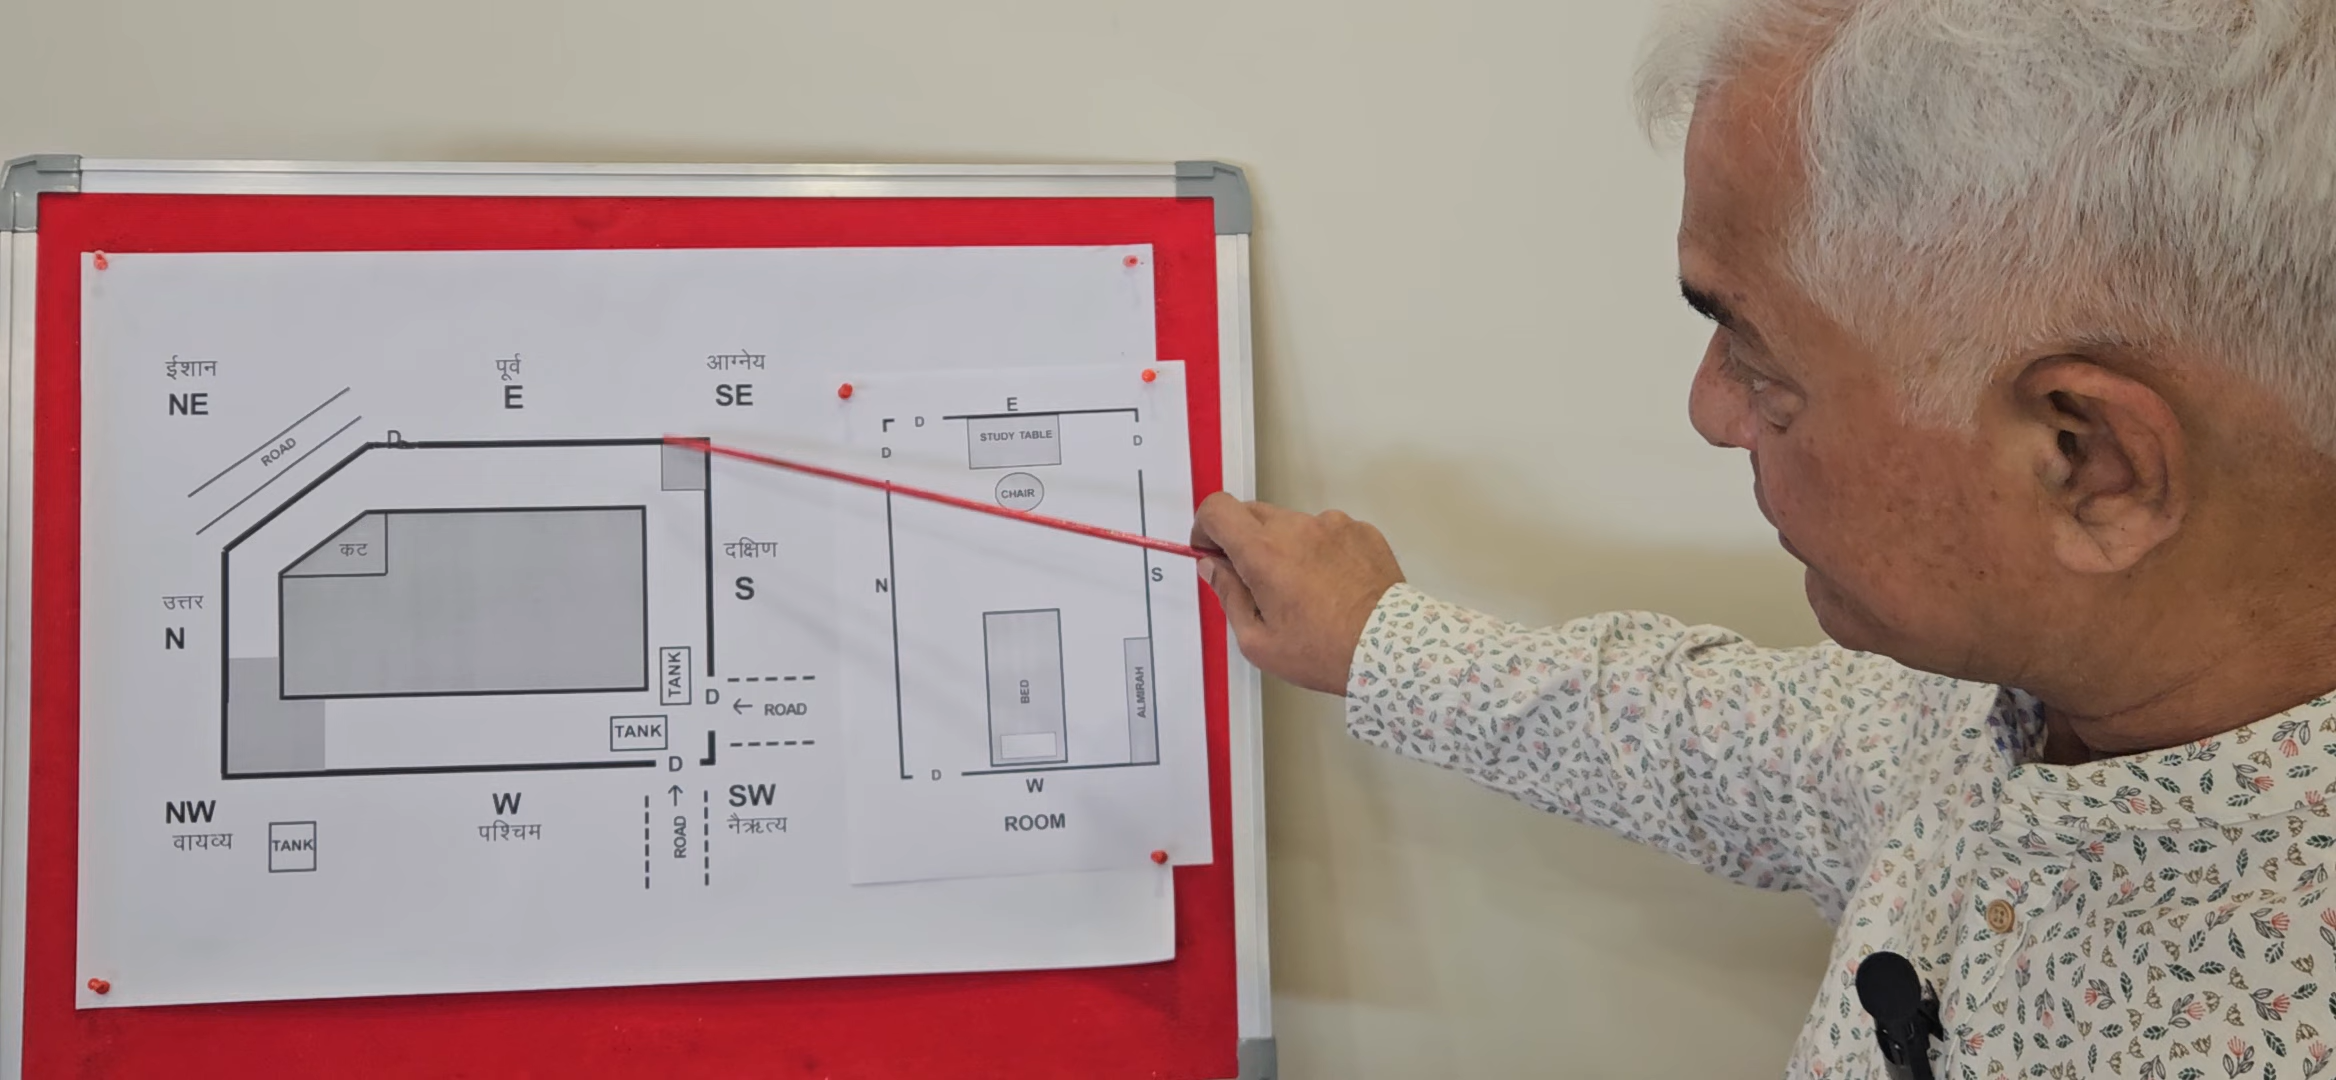 ईशान
NE
पूर्व
E
आग्नेय
SE
ROAD
D
कट
उत्तर
N
दक्षिण
S
TANK
D
← ROAD
TANK
D
NW
वायव्य
TANK
W
पश्चिम
↑
ROAD
SW
नैऋत्य
E
D
D
STUDY TABLE
D
CHAIR
N
S
BED
ALMIRAH
D
W
ROOM